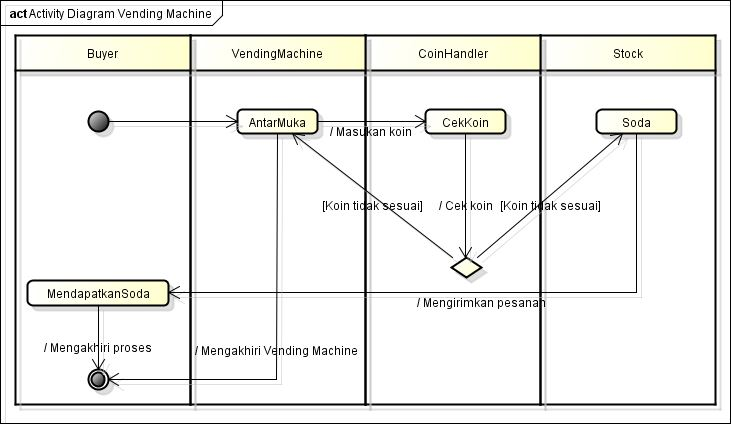 act Activity Diagram Vending Machine
Buyer
VendingMachine
CoinHandler
Stock
AntarMuka
/ Masukan koin
CekKoin
Soda
[Koin tidak sesuai]
/ Cek koin
[Koin tidak sesuai]
MendapatkanSoda
/ Mengirimkan pesanan
/ Mengakhiri proses
/ Mengakhiri Vending Machine